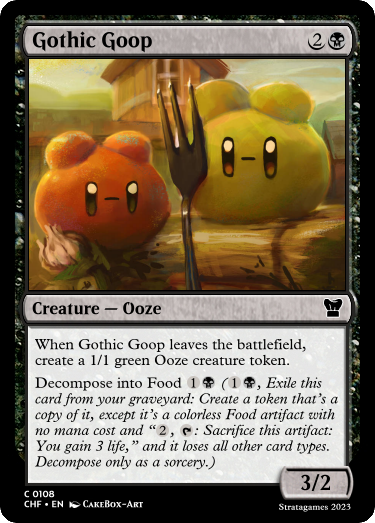 Gothic Goop 2
Creature — Ooze
When Gothic Goop leaves the battlefield,
create a 1/1 green Ooze creature token.
Decompose into Food 1 (1, Exile this
card from your graveyard: Create a token that's a
copy of it, except it's a colorless Food artifact with
no mana cost and “2, : Sacrifice this artifact:
You gain 3 life,” and it loses all other card types.
Decompose only as a sorcery.)
3/2
C 0108
CHF • EN CakeBox-Art
Stratagames 2023